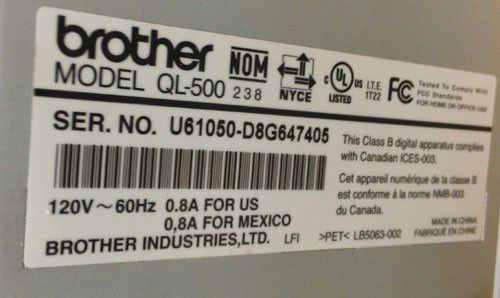 brother
MODEL QL-500
NOM
238
NYCE
C UL US
LISTED
I.T.E.
1T22
FC
Tested To Comply With
FCC Standards
FOR HOME OR OFFICE USE
SER. NO. U61050-D8G647405
This Class B digital apparatus complies
with Canadian ICES-003.
Cet appareil numérique de la classe B
est conforme à la norme NMB-003
du Canada.
120V~60Hz 0.8A FOR US
0,8A FOR MEXICO
BROTHER INDUSTRIES,LTD. LFI >PET< LB5063-002
MADE IN CHINA
FABRIQUÉ EN CHINE